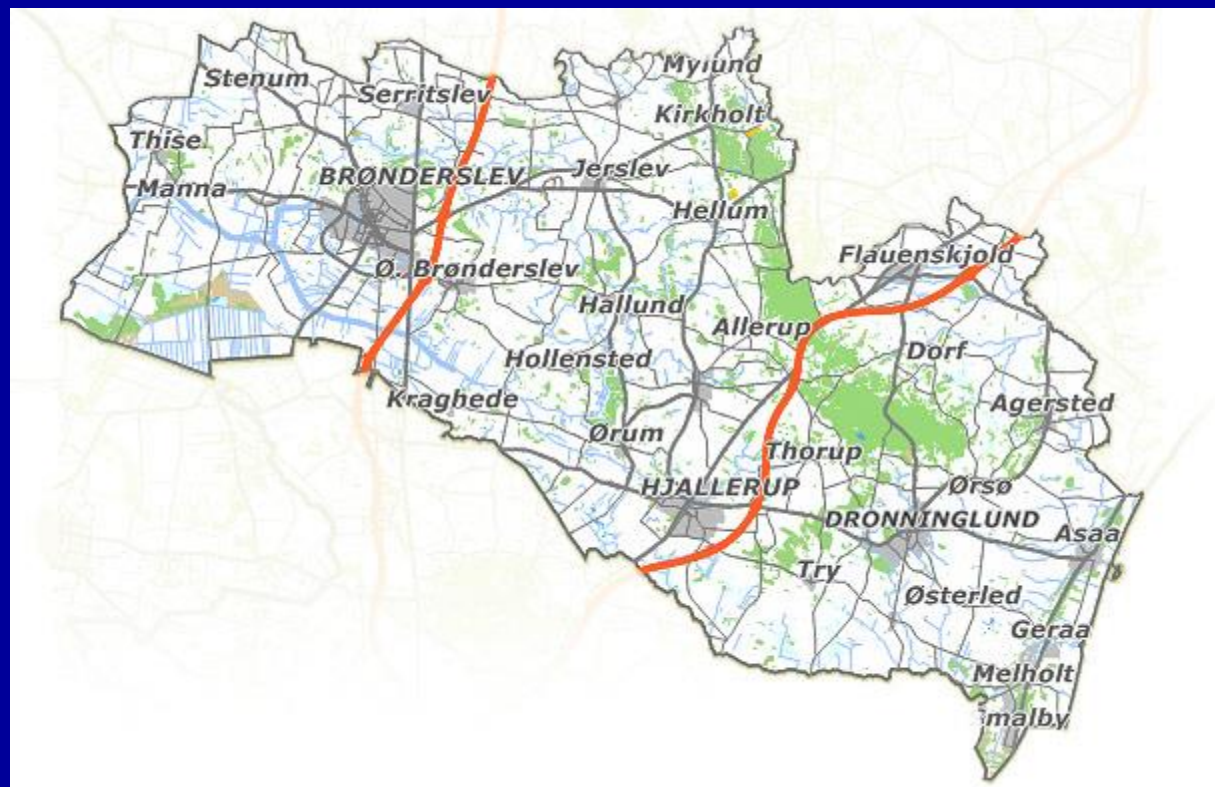 Mylund
Stenum
Serritslev
Kirkholt
Thise
Jerslev
BRØNDERSLEV
Manna
Hellum
Flauenskjold
Ø. Brønderslev
Hallund
Allerup
Dorf
Hollensted
Kraghede
Agersted
Ørum
Thorup
HJALLERUP
Ørsø
DRONNINGLUND
Asaa
Try
Østerled
Geraa
Melholt
malby